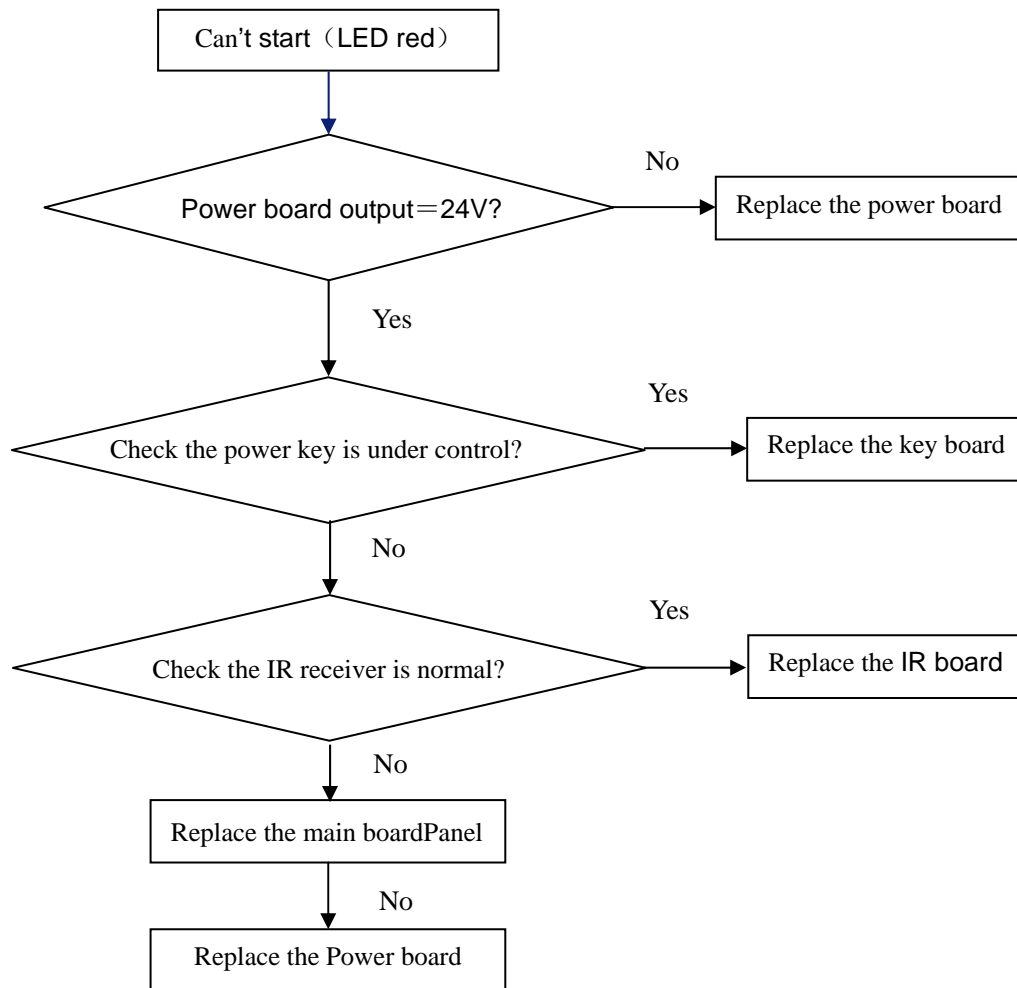 Can't start（LED red）
No
Power board output＝24V?
Replace the power board
Yes
Yes
Check the power key is under control?
Replace the key board
No
Yes
Check the IR receiver is normal?
Replace the IR board
No
Replace the main boardPanel
No
Replace the Power board